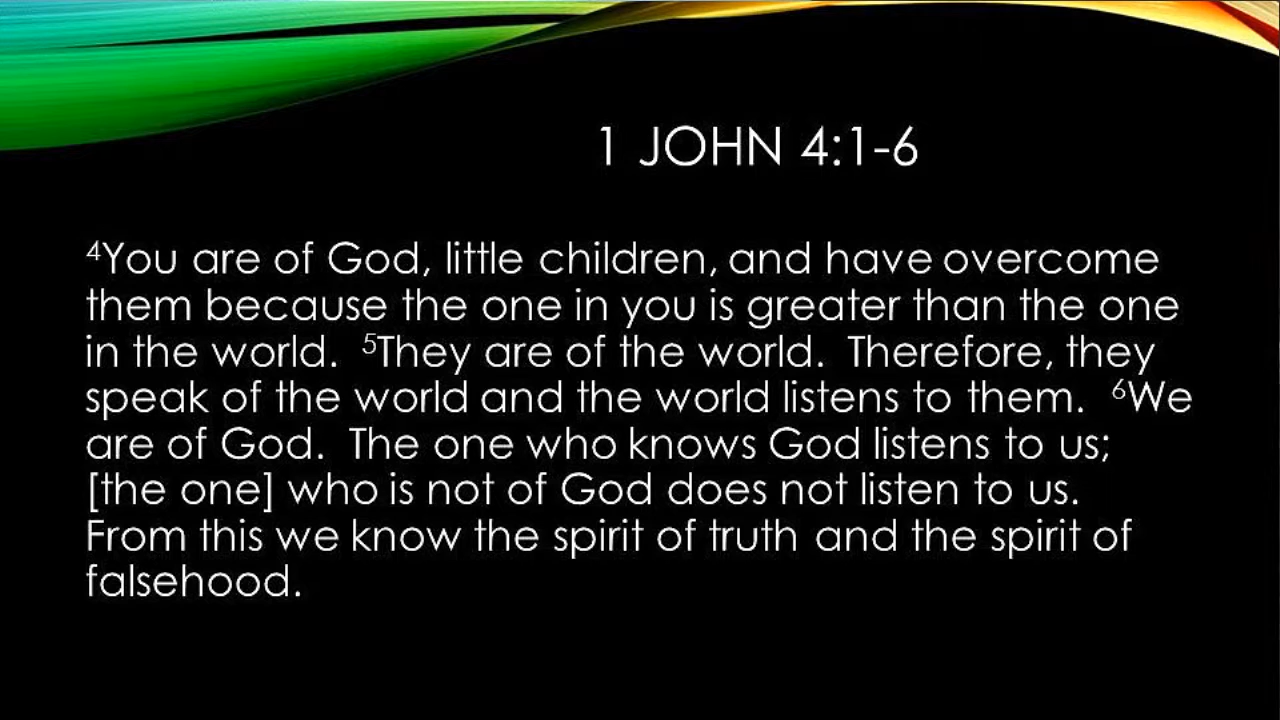 1 JOHN 4:1-6
⁴You are of God, little children, and have overcome
them because the one in you is greater than the one
in the world. ⁵They are of the world. Therefore, they
speak of the world and the world listens to them. ⁶We
are of God. The one who knows God listens to us;
[the one] who is not of God does not listen to us.
From this we know the spirit of truth and the spirit of
falsehood.